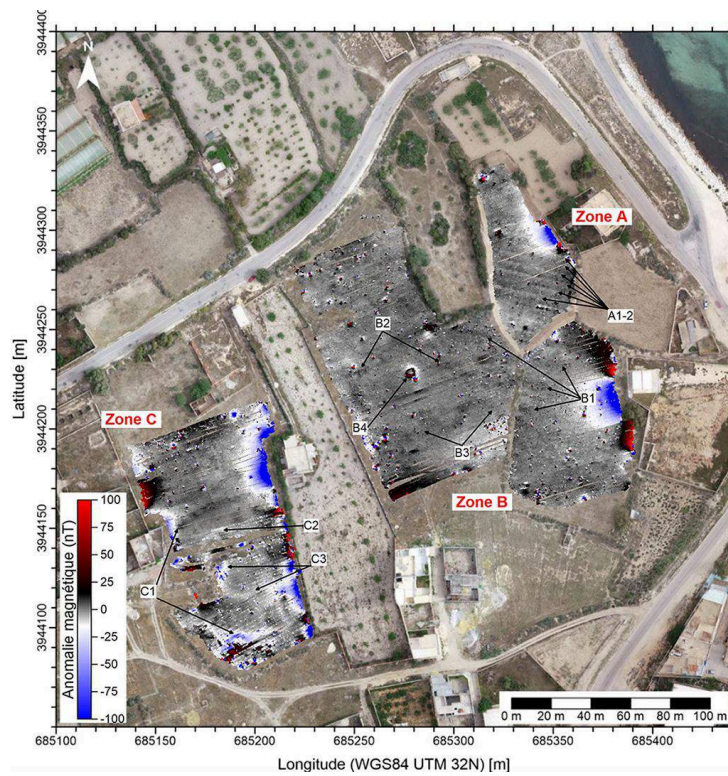 N
3944400
3944350
3944300
3944250
3944200
3944150
3944100
3944050
Latitude [m]
Zone A
A1-2
B2
B1
B4
B3
Zone C
Zone B
C2
C3
C1
Anomalie magnétique (nT)
100
75
50
25
0
-25
-50
-75
-100
0 m 20 m 40 m 60 m 80 m 100 m
685100 685150 685200 685250 685300 685350 685400
Longitude (WGS84 UTM 32N) [m]